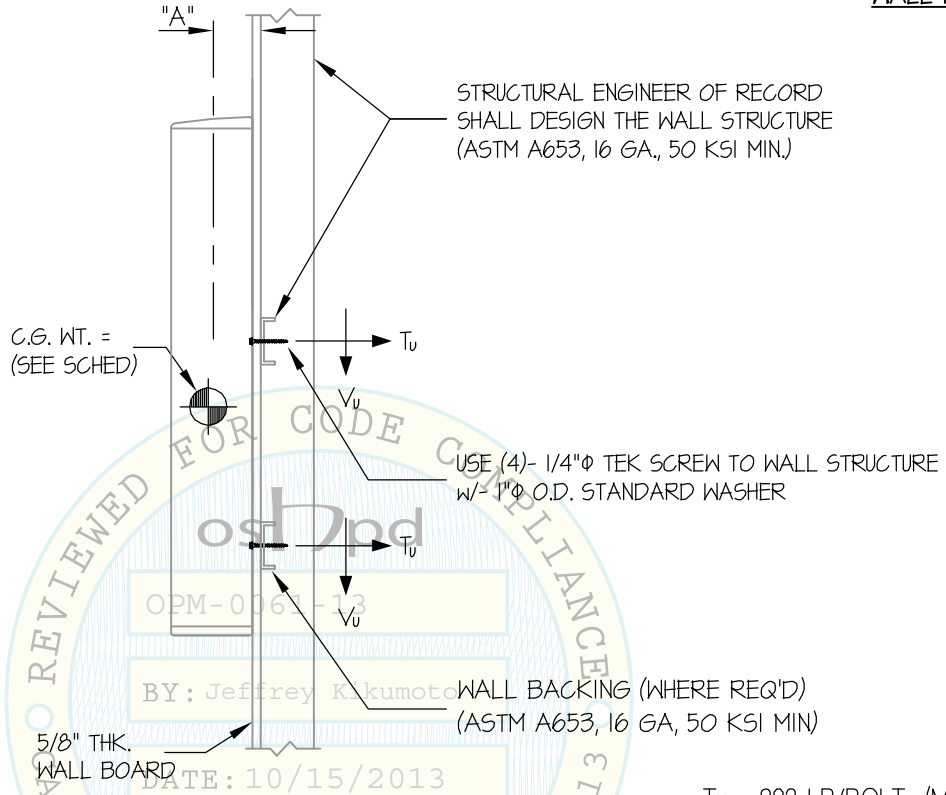 "A"
STRUCTURAL ENGINEER OF RECORD
SHALL DESIGN THE WALL STRUCTURE
(ASTM A653, 16 GA., 50 KSI MIN.)
C.G. WT. =
(SEE SCHED)
Tu
Vu
USE (4)- 1/4"Φ TEK SCREW TO WALL STRUCTURE
w/- 1"Φ O.D. STANDARD WASHER
REVIEWED FOR CODE COMPLIANCE
oshpd
Tu
Vu
OPM-0061-13
BY: Jeffrey Kikumoto
WALL BACKING (WHERE REQ'D)
(ASTM A653, 16 GA, 50 KSI MIN)
5/8" THK.
WALL BOARD
DATE: 10/15/2013